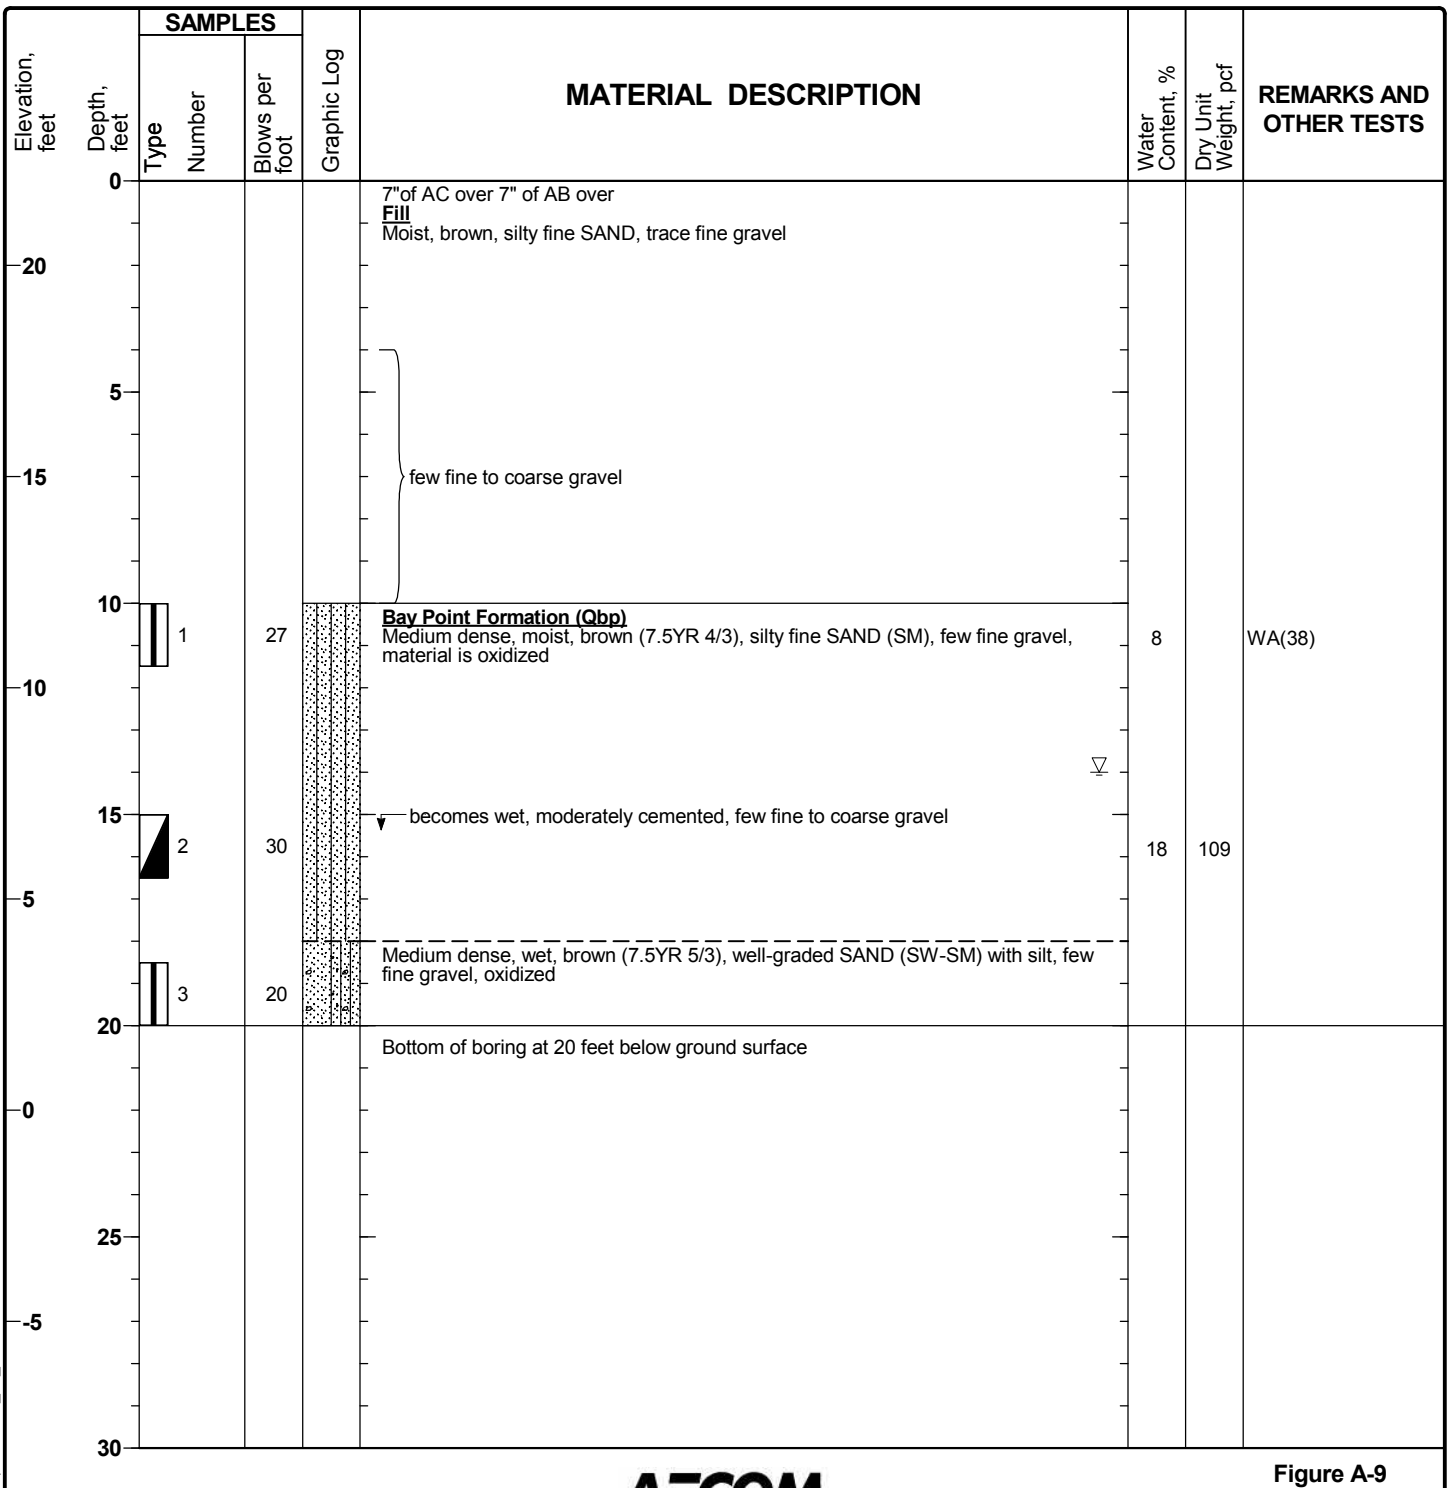 SAMPLES
Elevation,
feet
Depth,
feet
Type
Number
Blows per
foot
Graphic Log
MATERIAL DESCRIPTION
Water
Content, %
Dry Unit
Weight, pcf
REMARKS AND
OTHER TESTS
0
7"of AC over 7" of AB over
Fill
Moist, brown, silty fine SAND, trace fine gravel
20
5
15
few fine to coarse gravel
10
Bay Point Formation (Qbp)
1 27 Medium dense, moist, brown (7.5YR 4/3), silty fine SAND (SM), few fine gravel, 8 WA(38)
material is oxidized
10
15
becomes wet, moderately cemented, few fine to coarse gravel
2 30 18 109
5
Medium dense, wet, brown (7.5YR 5/3), well-graded SAND (SW-SM) with silt, few
fine gravel, oxidized
3 20
20
Bottom of boring at 20 feet below ground surface
0
25
-5
30
Figure A-9
AECOM